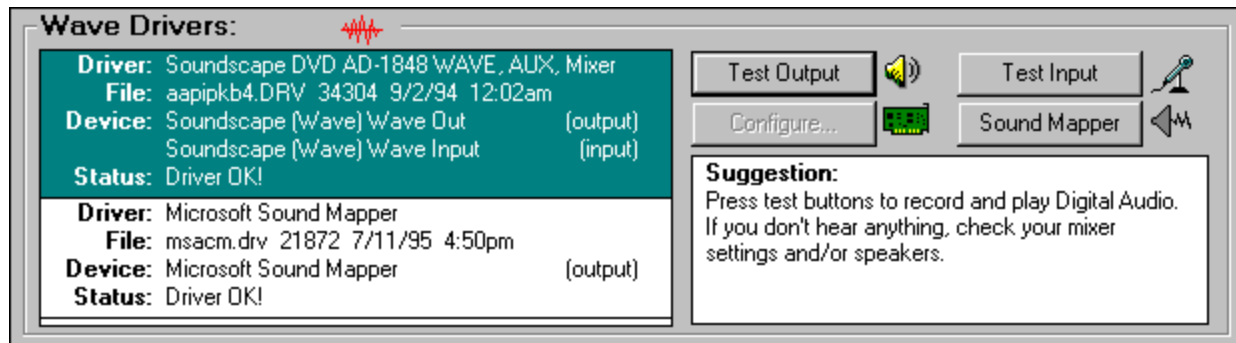 Wave Drivers:
Driver: Soundscape DVD AD-1848 WAVE, AUX, Mixer
File: aapipkb4.DRV 34304 9/2/94 12:02am
Device: Soundscape (Wave) Wave Out (output)
Soundscape (Wave) Wave Input (input)
Status: Driver OK!
Driver: Microsoft Sound Mapper
File: msacm.drv 21872 7/11/95 4:50pm
Device: Microsoft Sound Mapper (output)
Status: Driver OK!
Test Output
Test Input
Configure...
Sound Mapper
Suggestion:
Press test buttons to record and play Digital Audio.
If you don't hear anything, check your mixer
settings and/or speakers.